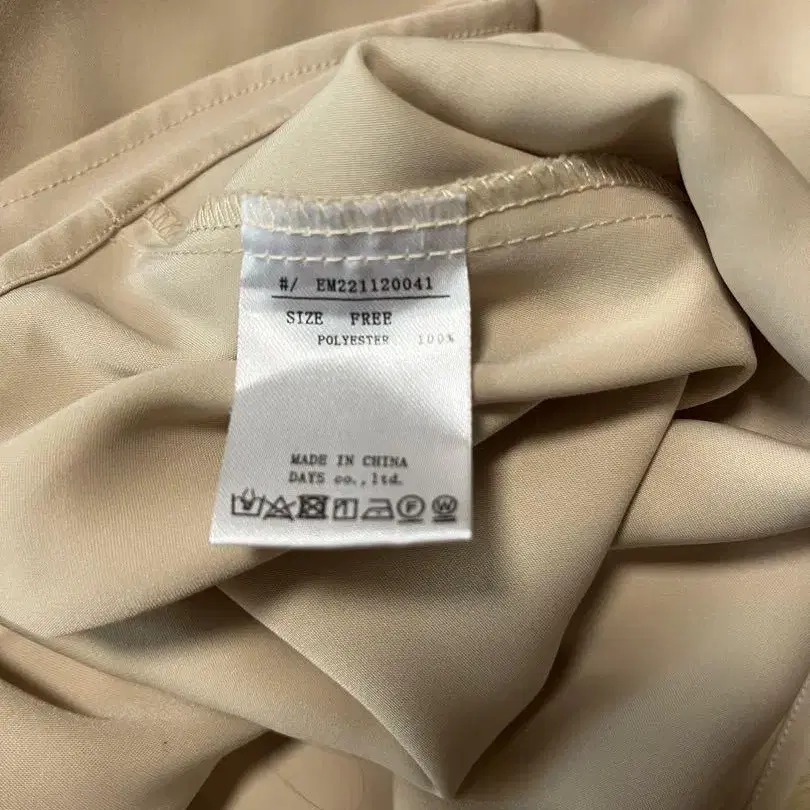 #/ EM221120041
SIZE FREE
POLYESTER 100%
MADE IN CHINA
DAYS co.,ltd.
F W